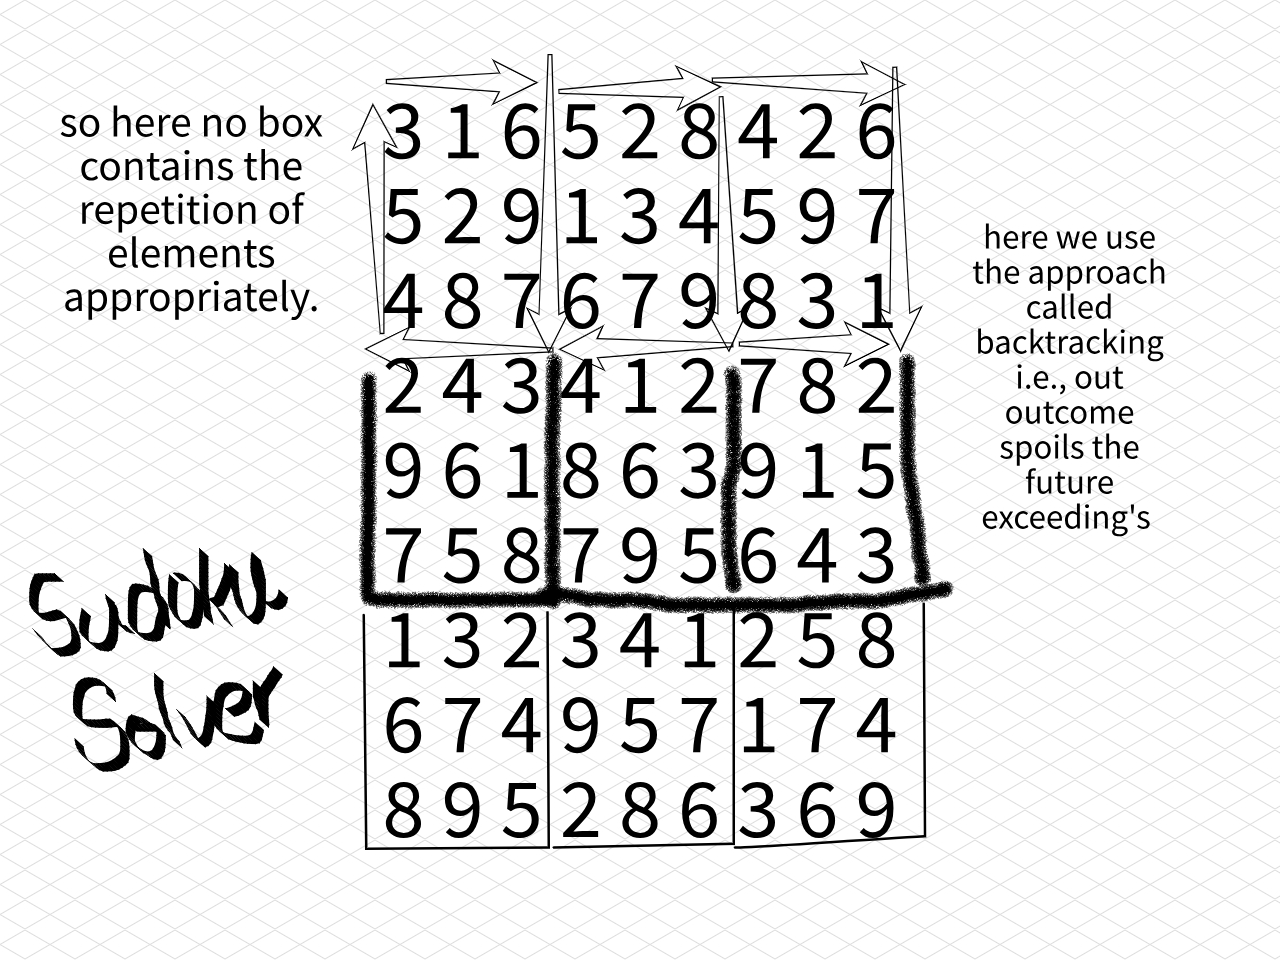 so here no box
contains the
repetition of
elements
appropriately.
3 1 6 5 2 8 4 2 6
5 2 9 1 3 4 5 9 7
4 8 7 6 7 9 8 3 1
2 4 3 4 1 2 7 8 2
9 6 1 8 6 3 9 1 5
7 5 8 7 9 5 6 4 3
1 3 2 3 4 1 2 5 8
6 7 4 9 5 7 1 7 4
8 9 5 2 8 6 3 6 9
here we use
the approach
called
backtracking
i.e., out
outcome
spoils the
future
exceeding's
Sudoku
Solver